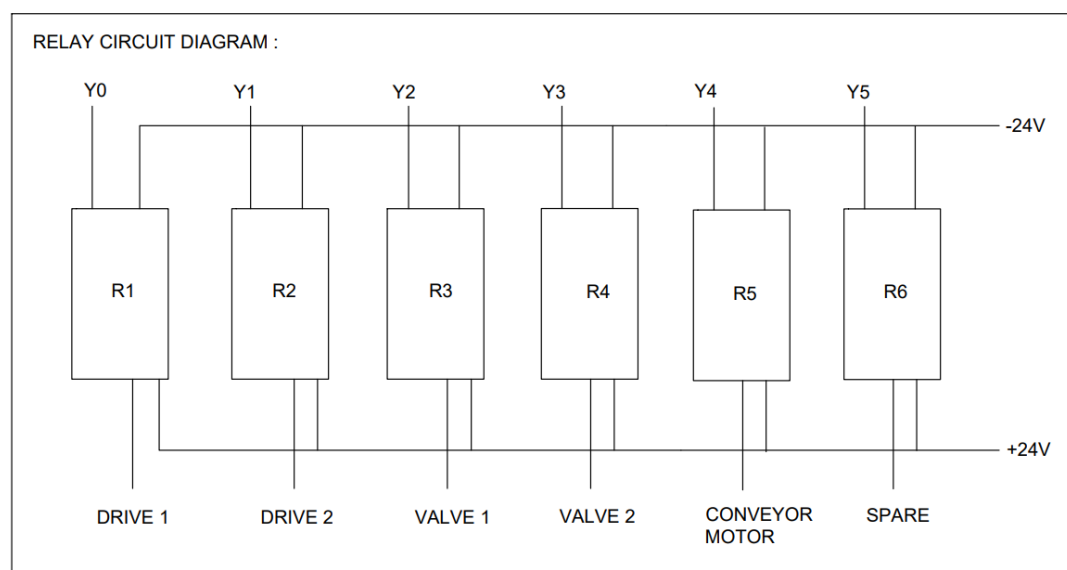 RELAY CIRCUIT DIAGRAM :
Y0 Y1 Y2 Y3 Y4 Y5
-24V
R1 R2 R3 R4 R5 R6
+24V
DRIVE 1 DRIVE 2 VALVE 1 VALVE 2 CONVEYOR MOTOR SPARE